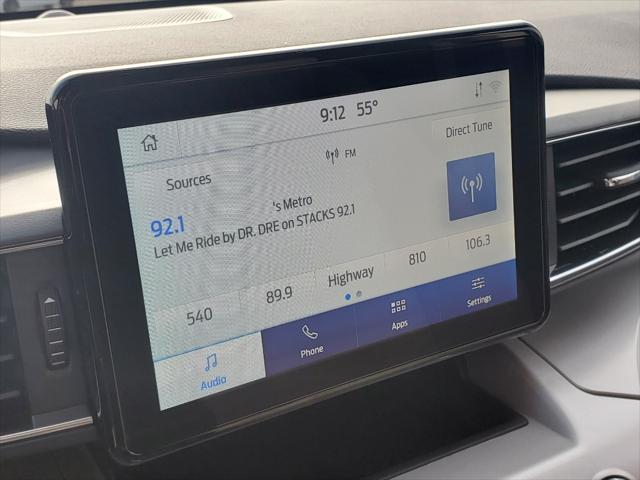 9:12 55°
FM
Direct Tune
Sources
92.1
's Metro
Let Me Ride by DR. DRE on STACKS 92.1
540
89.9
Highway
810
106.3
Audio
Phone
Apps
Settings